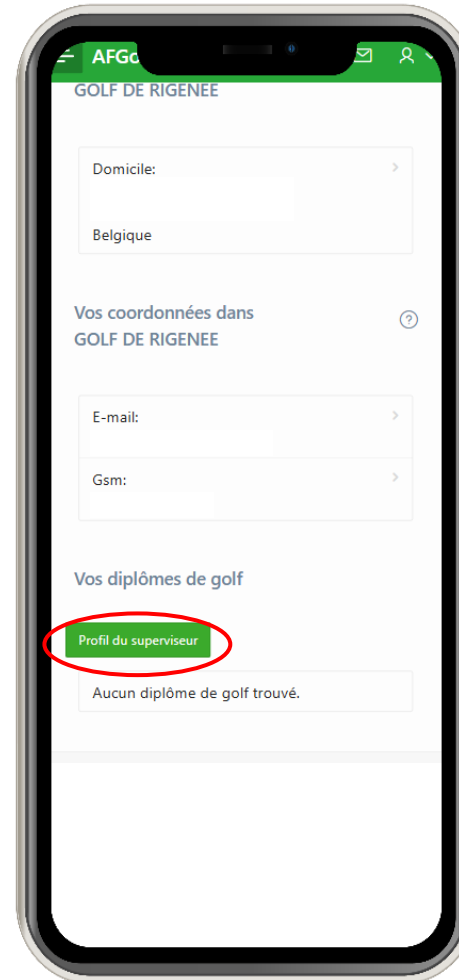 AFGo
GOLF DE RIGENEE
Domicile:
Belgique
Vos coordonnées dans
GOLF DE RIGENEE
E-mail:
Gsm:
Vos diplômes de golf
Profil du superviseur
Aucun diplôme de golf trouvé.